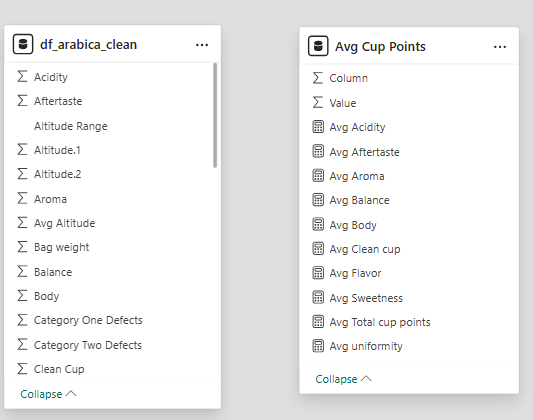 df_arabica_clean
Acidity
Aftertaste
Altitude Range
Altitude.1
Altitude.2
Aroma
Avg Altitude
Bag weight
Balance
Body
Category One Defects
Category Two Defects
Clean Cup
Collapse
Avg Cup Points
Column
Value
Avg Acidity
Avg Aftertaste
Avg Aroma
Avg Balance
Avg Body
Avg Clean cup
Avg Flavor
Avg Sweetness
Avg Total cup points
Avg uniformity
Collapse